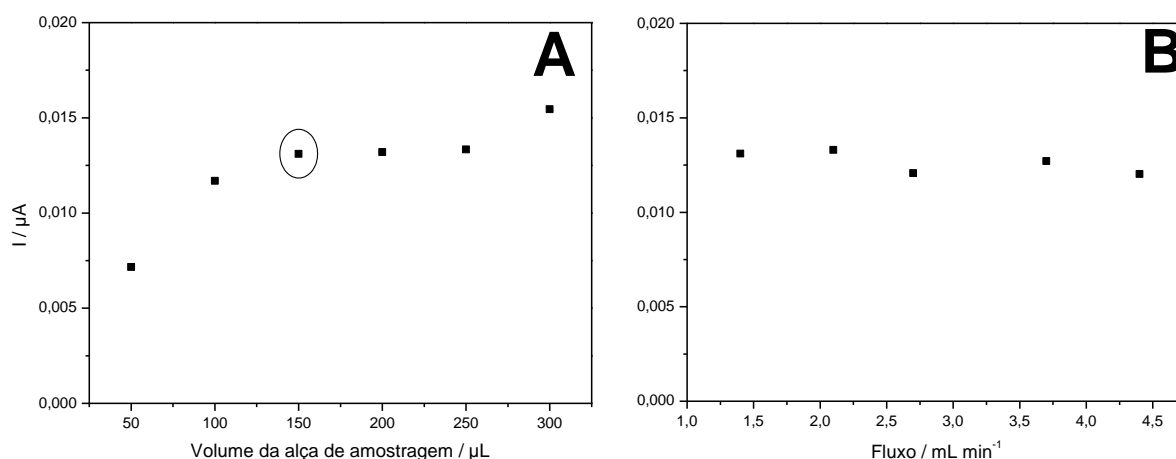 A
0,020
0,015
0,010
0,005
0,000
I / µA
50 100 150 200 250 300
Volume da alça de amostragem / µL
B
0,020
0,015
0,010
0,005
0,000
1,0 1,5 2,0 2,5 3,0 3,5 4,0 4,5
Fluxo / mL min⁻¹